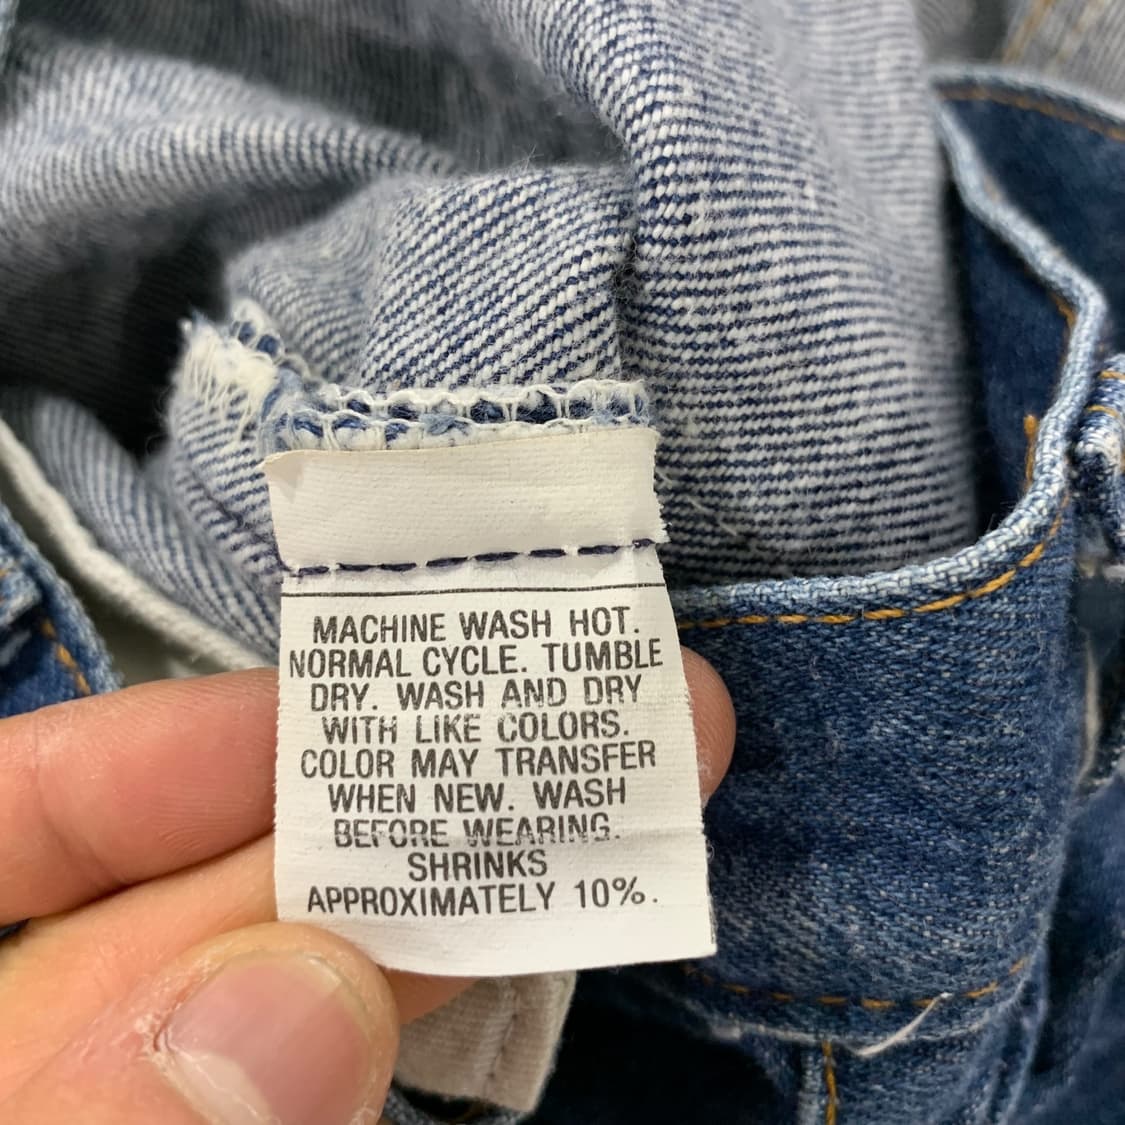 MACHINE WASH HOT.
NORMAL CYCLE. TUMBLE
DRY. WASH AND DRY
WITH LIKE COLORS.
COLOR MAY TRANSFER
WHEN NEW. WASH
BEFORE WEARING.
SHRINKS
APPROXIMATELY 10%.